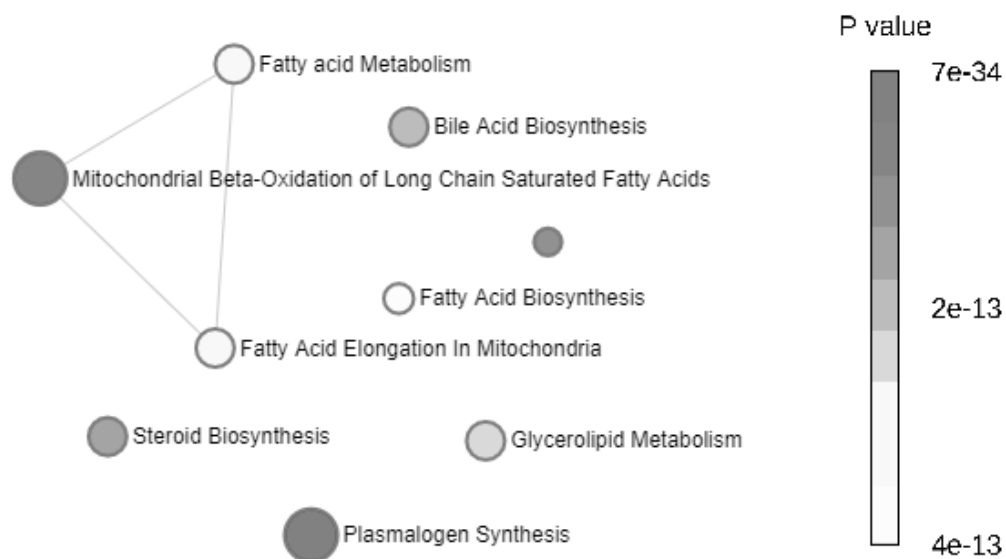 P value
Fatty acid Metabolism
7e-34
Bile Acid Biosynthesis
Mitochondrial Beta-Oxidation of Long Chain Saturated Fatty Acids
Fatty Acid Biosynthesis
2e-13
Fatty Acid Elongation In Mitochondria
Steroid Biosynthesis
Glycerolipid Metabolism
Plasmalogen Synthesis
4e-13